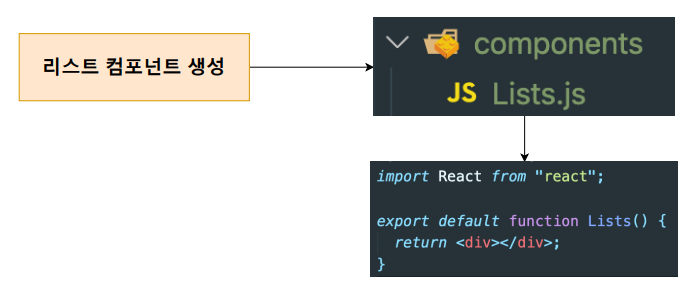 리스트 컴포넌트 생성
components
JS Lists.js
import React from "react";
export default function Lists() {
  return <div></div>;
}